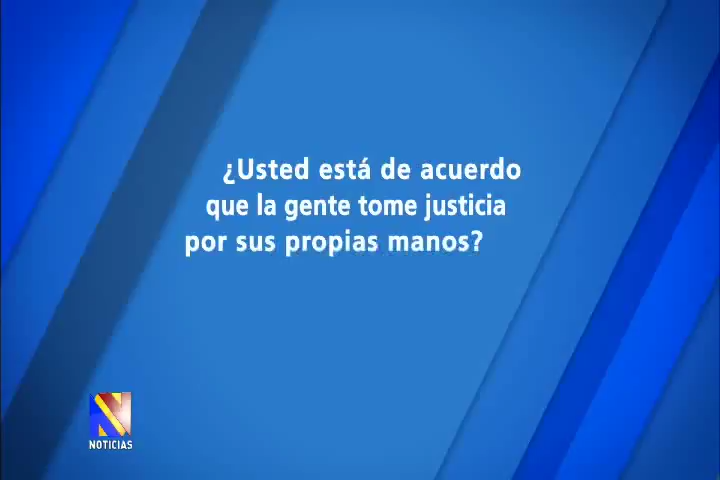 ¿Usted está de acuerdo
que la gente tome justicia
por sus propias manos?
NOTICIAS